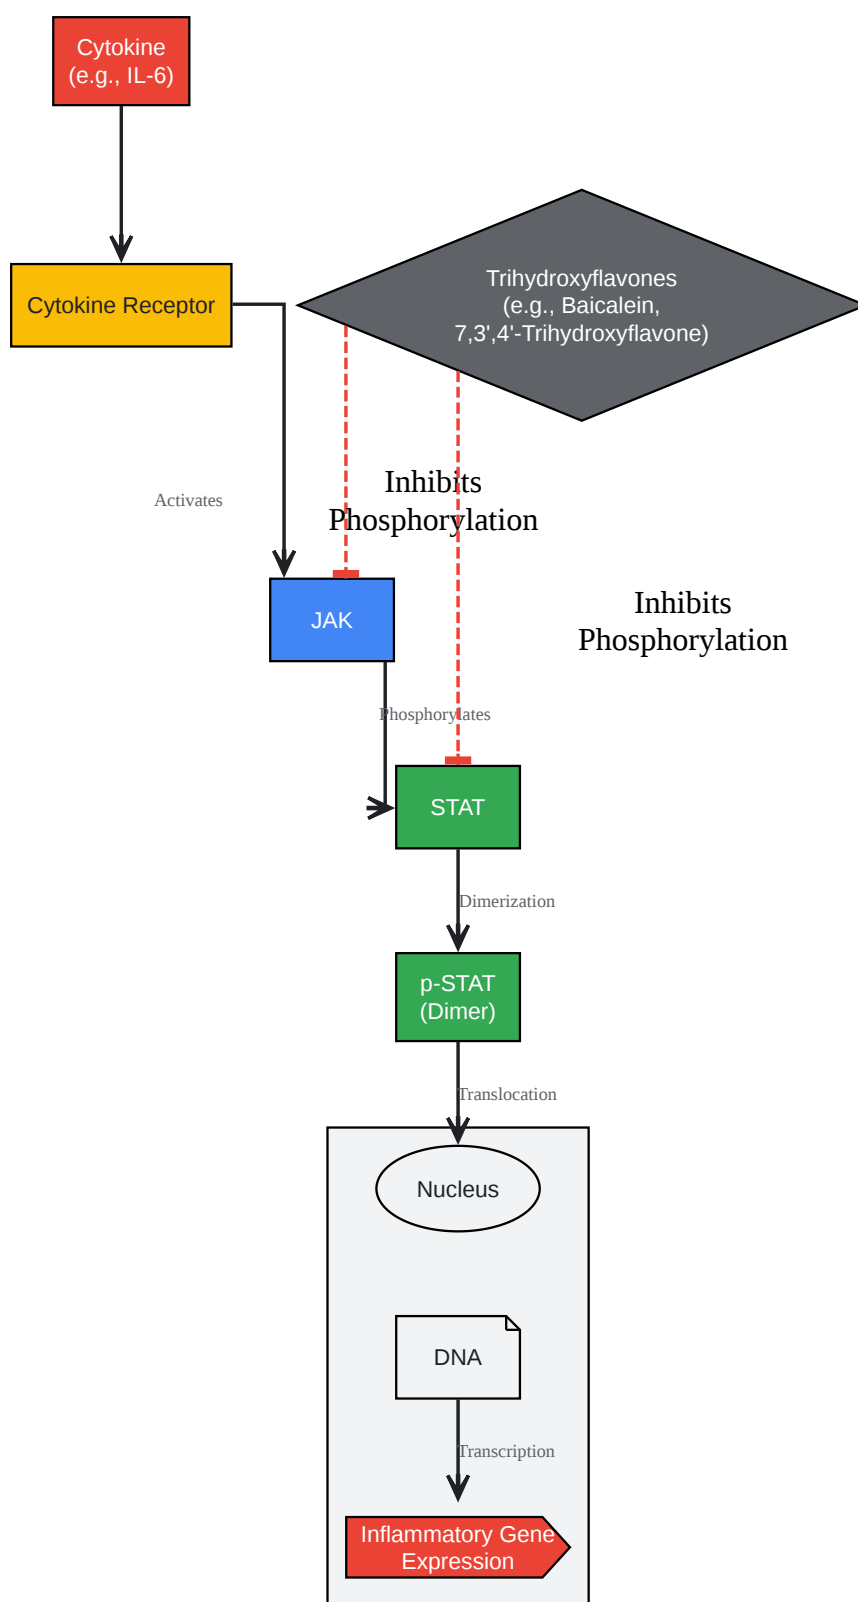 Cytokine
(e.g., IL-6)
Trihydroxyflavones
(e.g., Baicalein,
7,3',4'-Trihydroxyflavone)
Cytokine Receptor
Activates
Inhibits
Phosphorylation
Inhibits
Phosphorylation
JAK
Phosphorylates
STAT
Dimerization
p-STAT
(Dimer)
Translocation
Nucleus
DNA
Transcription
Inflammatory Gene
Expression